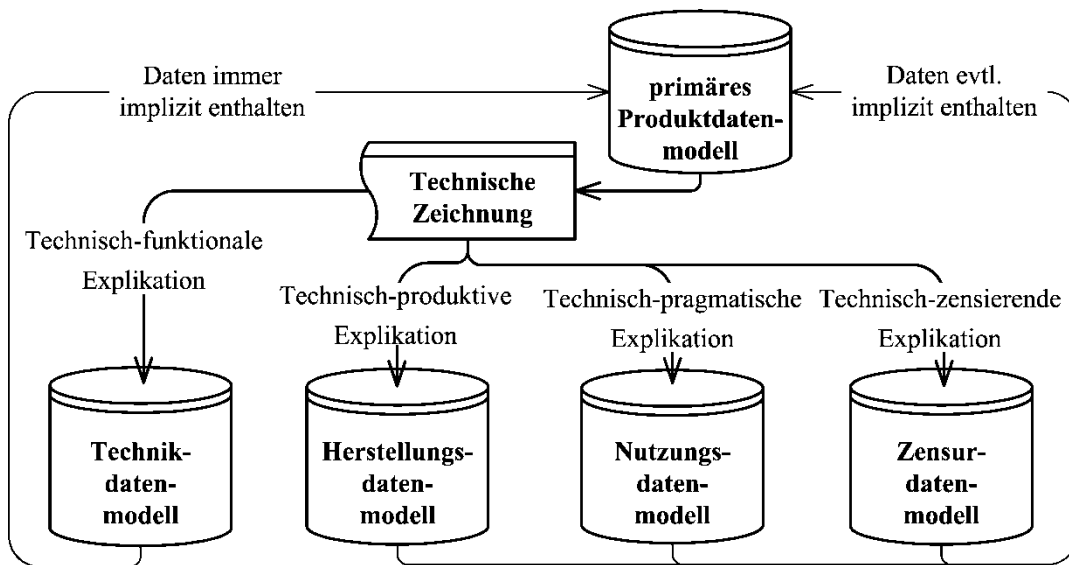 Daten immer
implizit enthalten
primäres
Produktdaten-
modell
Daten evtl.
implizit enthalten
Technische
Zeichnung
Technisch-funktionale
Explikation
Technisch-produktive
Explikation
Technisch-pragmatische
Explikation
Technisch-zensierende
Explikation
Technik-
daten-
modell
Herstellungs-
daten-
modell
Nutzungs-
daten-
modell
Zensur-
daten-
modell